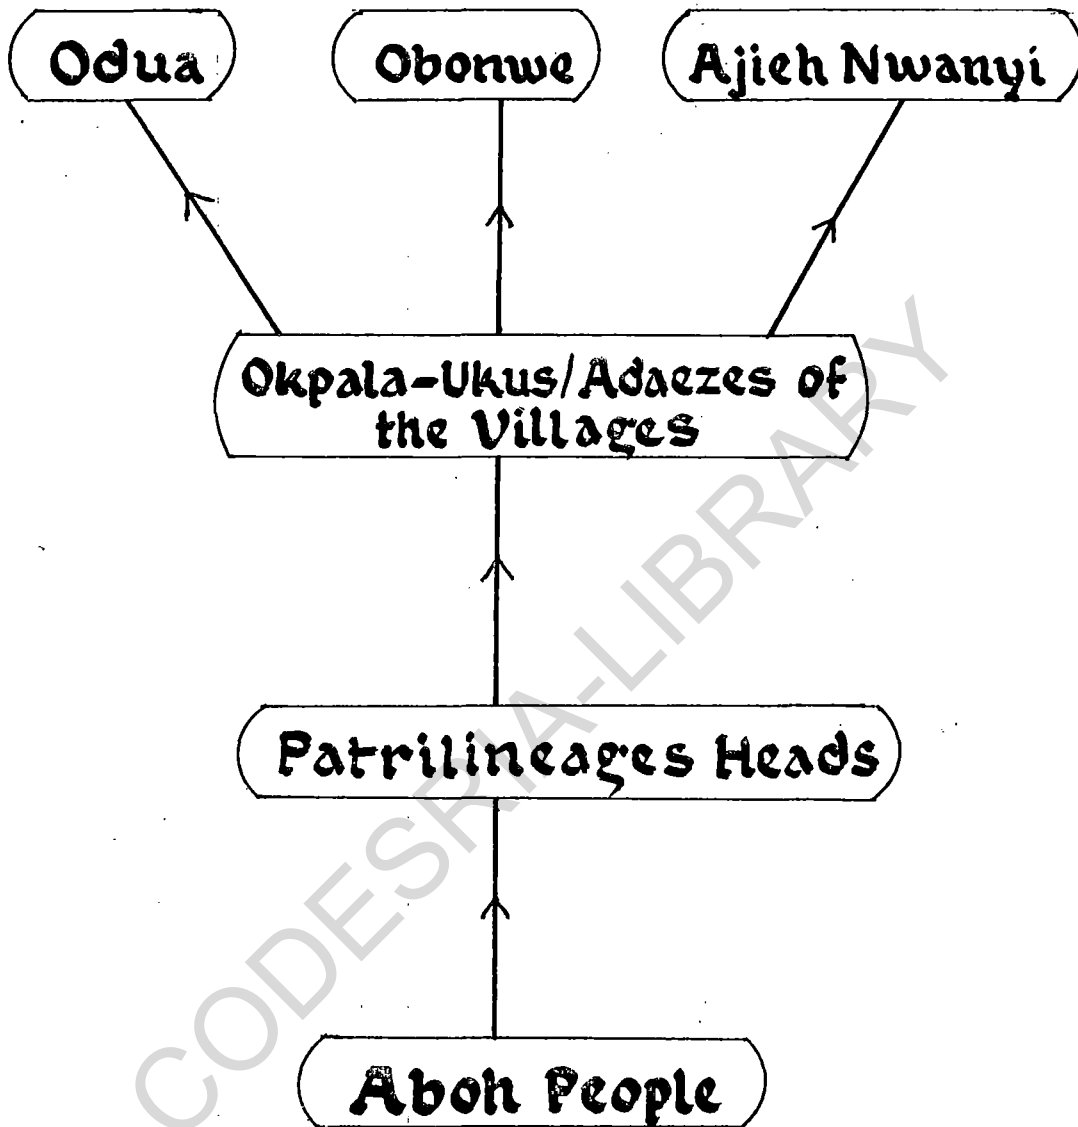 Odua
Obonwe
Ajieh Nwanyi
Okpala-Ukus/Adaezes of
the Villages
Patrilineages Heads
Aboh People
CODESRIA-LIBRARY